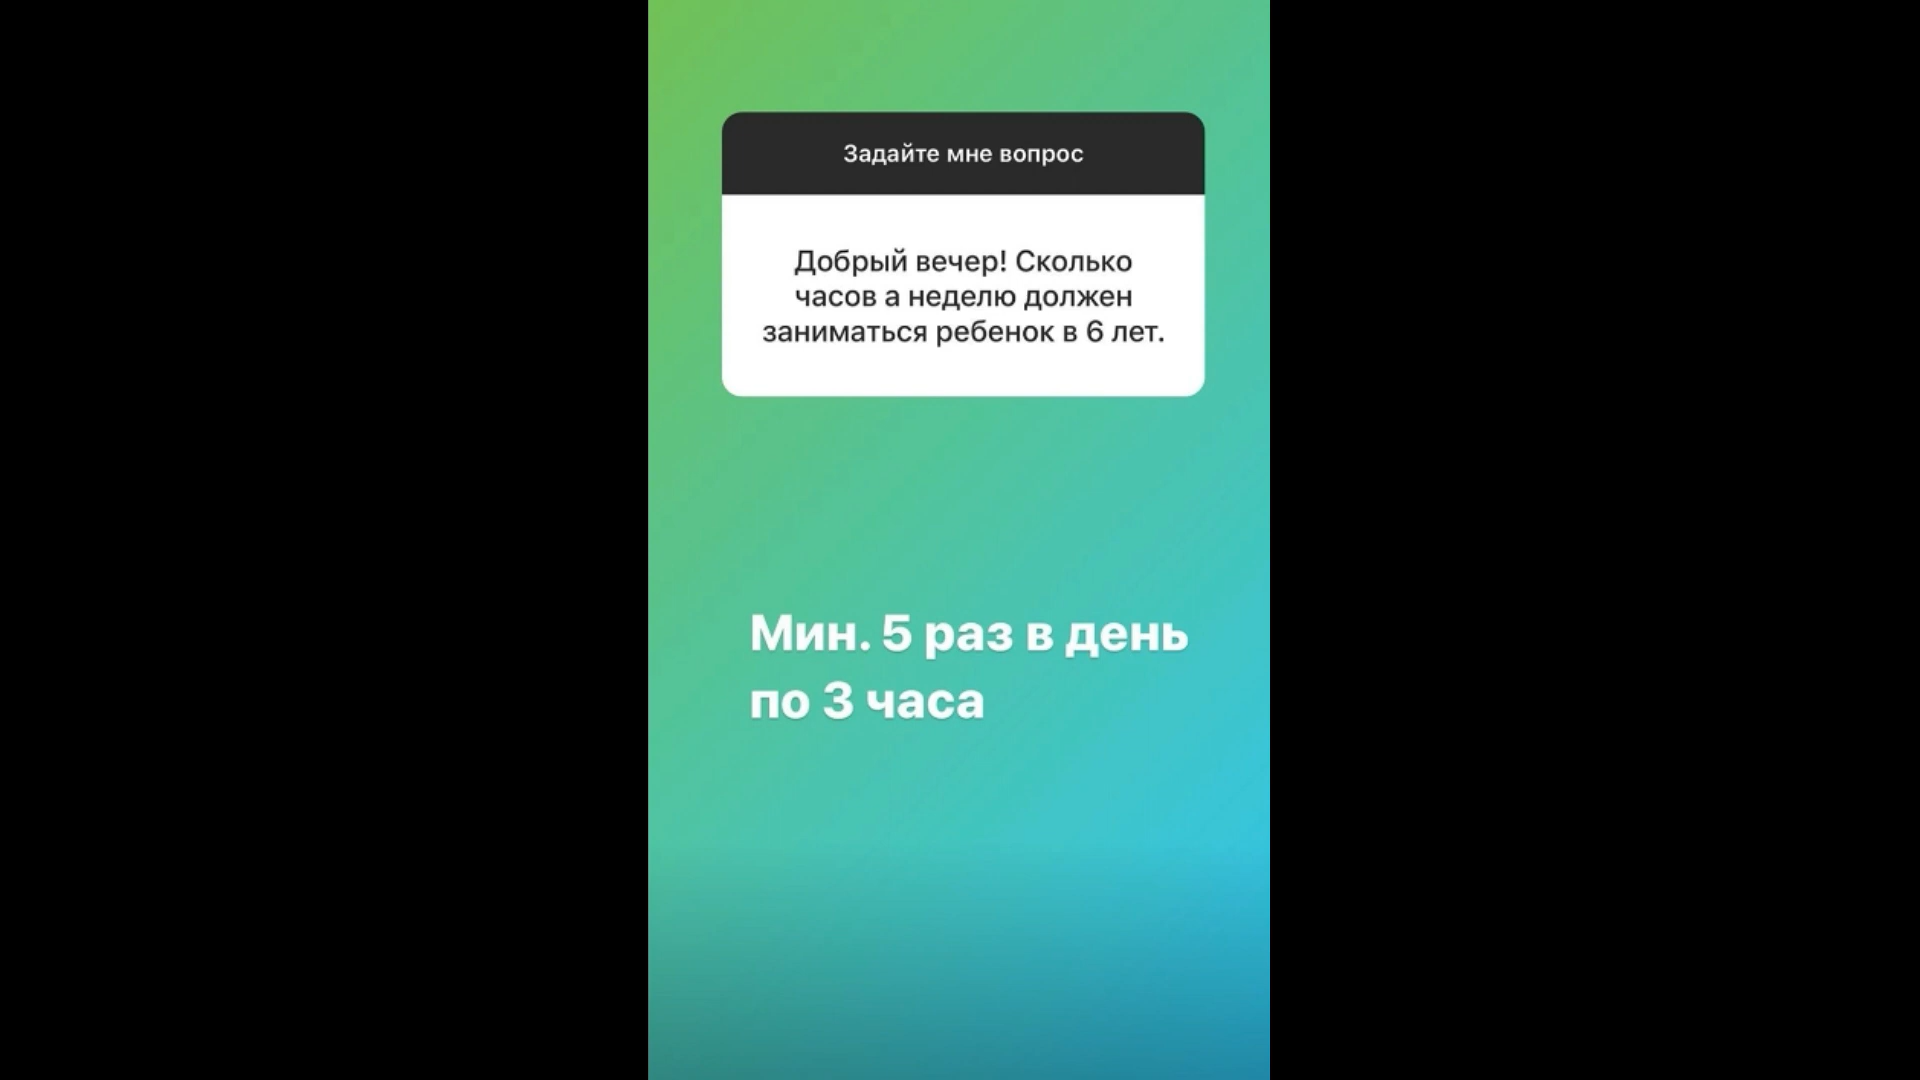 Задайте мне вопрос
Добрый вечер! Сколько
часов а неделю должен
заниматься ребенок в 6 лет.
Мин. 5 раз в день
по 3 часа